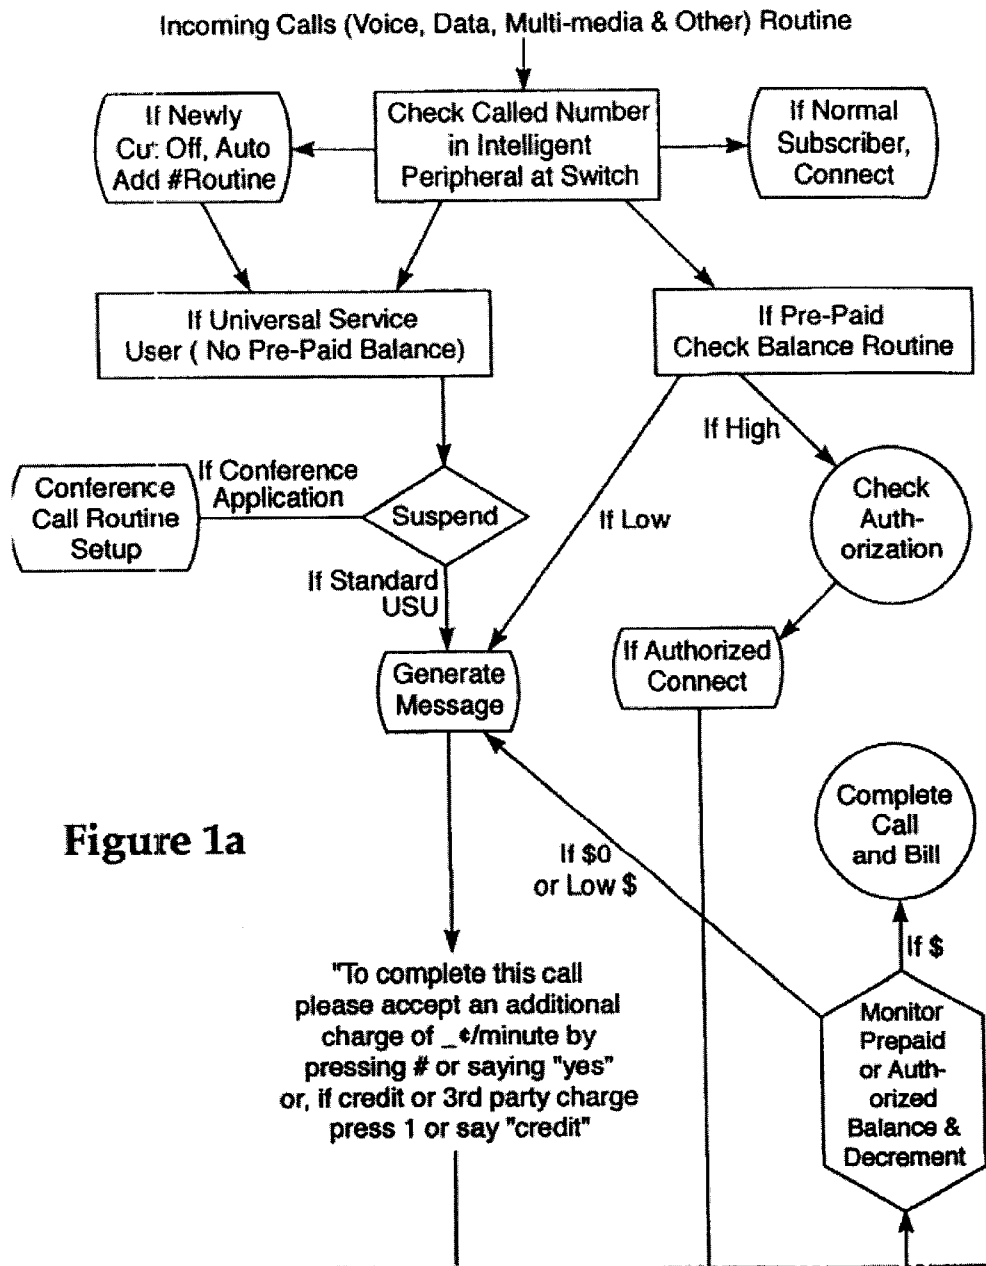 Incoming Calls (Voice, Data, Multi-media & Other) Routine
If Newly
Cut Off, Auto
Add #Routine
Check Called Number
in Intelligent
Peripheral at Switch
If Normal
Subscriber,
Connect
If Universal Service
User ( No Pre-Paid Balance)
If Pre-Paid
Check Balance Routine
If High
If Low
Check
Auth-
orization
Conference
Call Routine
Setup
If Conference
Application
Suspend
If Standard
USU
Generate
Message
If Authorized
Connect
Figure 1a
If $0
or Low $
Complete
Call
and Bill
If $
Monitor
Prepaid
or Auth-
orized
Balance &
Decrement
"To complete this call
please accept an additional
charge of _¢/minute by
pressing # or saying "yes"
or, if credit or 3rd party charge
press 1 or say "credit"